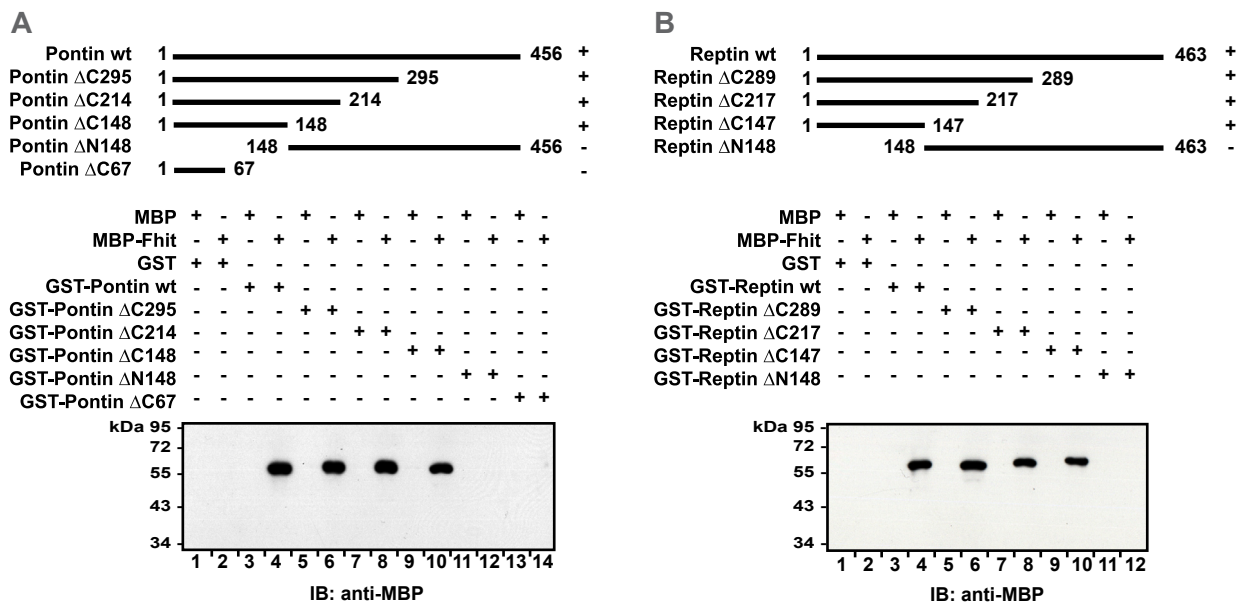 A
Pontin wt 1 456 +
Pontin ΔC295 1 295 +
Pontin ΔC214 1 214 +
Pontin ΔC148 1 148 +
Pontin ΔN148 148 456 -
Pontin ΔC67 1 67 -
MBP + - + - + - + - + - + - + -
MBP-Fhit - + - + - + - + - + - + - +
GST + + - - - - - - - - - - - -
GST-Pontin wt - - + + - - - - - - - - - -
GST-Pontin ΔC295 - - - - + + - - - - - - - -
GST-Pontin ΔC214 - - - - - - + + - - - - - -
GST-Pontin ΔC148 - - - - - - - - + + - - - -
GST-Pontin ΔN148 - - - - - - - - - - + + - -
GST-Pontin ΔC67 - - - - - - - - - - - - + +
kDa 95
72
55
43
34
1 2 3 4 5 6 7 8 9 10 11 12 13 14
IB: anti-MBP
B
Reptin wt 1 463 +
Reptin ΔC289 1 289 +
Reptin ΔC217 1 217 +
Reptin ΔC147 1 147 +
Reptin ΔN148 148 463 -
MBP + - + - + - + - + - + -
MBP-Fhit - + - + - + - + - + - +
GST + + - - - - - - - - - -
GST-Reptin wt - - + + - - - - - - - -
GST-Reptin ΔC289 - - - - + + - - - - - -
GST-Reptin ΔC217 - - - - - - + + - - - -
GST-Reptin ΔC147 - - - - - - - - + + - -
GST-Reptin ΔN148 - - - - - - - - - - + +
kDa 95
72
55
43
34
1 2 3 4 5 6 7 8 9 10 11 12
IB: anti-MBP